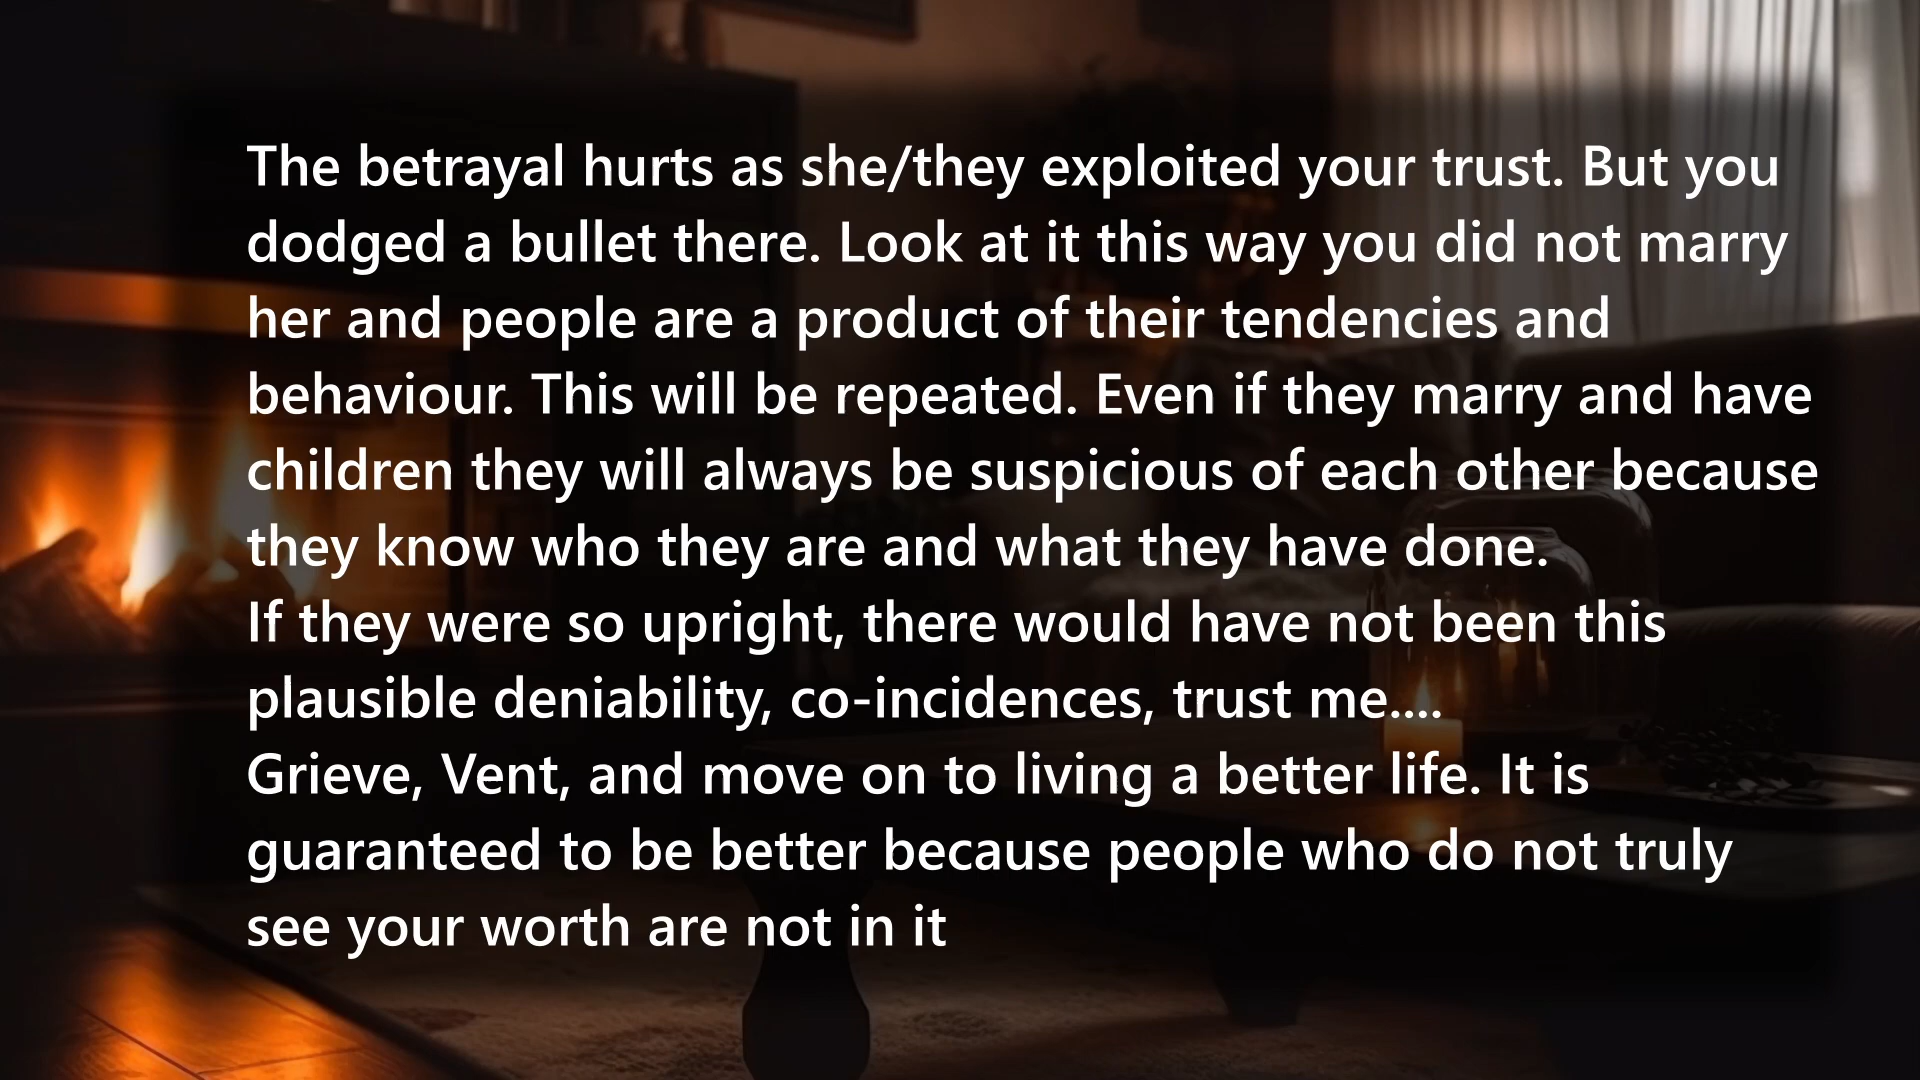 The betrayal hurts as she/they exploited your trust. But you
dodged a bullet there. Look at it this way you did not marry
her and people are a product of their tendencies and
behaviour. This will be repeated. Even if they marry and have
children they will always be suspicious of each other because
they know who they are and what they have done.
If they were so upright, there would have not been this
plausible deniability, co-incidences, trust me....
Grieve, Vent, and move on to living a better life. It is
guaranteed to be better because people who do not truly
see your worth are not in it